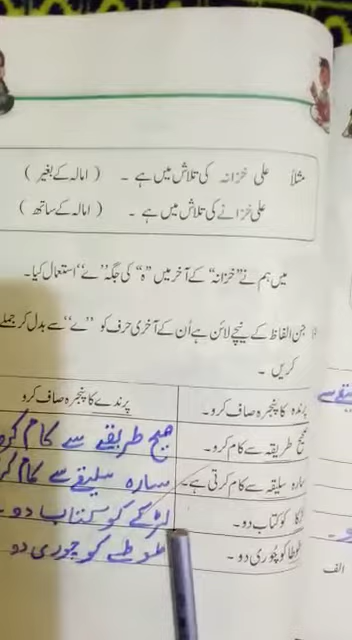 مثلاً علی خزانہ کی تلاش میں ہے ۔ ( امالہ کے بغیر )
علی خزانے کی تلاش میں ہے ۔ ( امالہ کے ساتھ )
میں ہم نے ”خزانہ“ کے آخر میں ”ہ“ کی جگہ ”ے“ استعمال کیا۔
جن الفاظ کے نیچے لائن ہے اُن کے آخری حرف کو ”ے“ سے بدل کر جملے
کریں ۔
پرندہ کا پنجرہ صاف کرو۔ پرندے کا پنجرہ صاف کرو
صحیح طریقہ سے کام کرو۔ صحیح طریقے سے کام کرو
سارہ سلیقہ سے کام کرتی ہے۔ سارہ سلیقے سے کام
لڑکا کو کتاب دو۔ لڑکے کو کتاب دو۔
طوطا کو چُوری دو ۔ طوطے کو چوری دو
الف